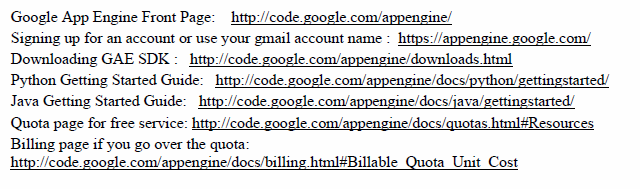 Google App Engine Front Page: http://code.google.com/appengine/
Signing up for an account or use your gmail account name : https://appengine.google.com/
Downloading GAE SDK : http://code.google.com/appengine/downloads.html
Python Getting Started Guide: http://code.google.com/appengine/docs/python/gettingstarted/
Java Getting Started Guide: http://code.google.com/appengine/docs/java/gettingstarted/
Quota page for free service: http://code.google.com/appengine/docs/quotas.html#Resources
Billing page if you go over the quota:
http://code.google.com/appengine/docs/billing.html#Billable_Quota_Unit_Cost